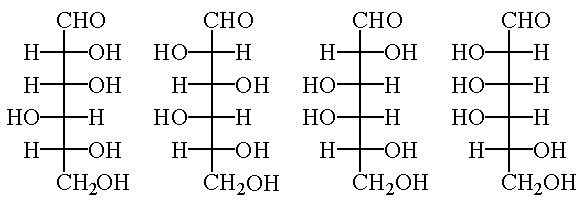 CHO CHO CHO CHO
H OH HO H H OH HO H
H OH H OH HO H HO H
HO H HO H HO H HO H
H OH H OH H OH H OH
CH₂OH CH₂OH CH₂OH CH₂OH